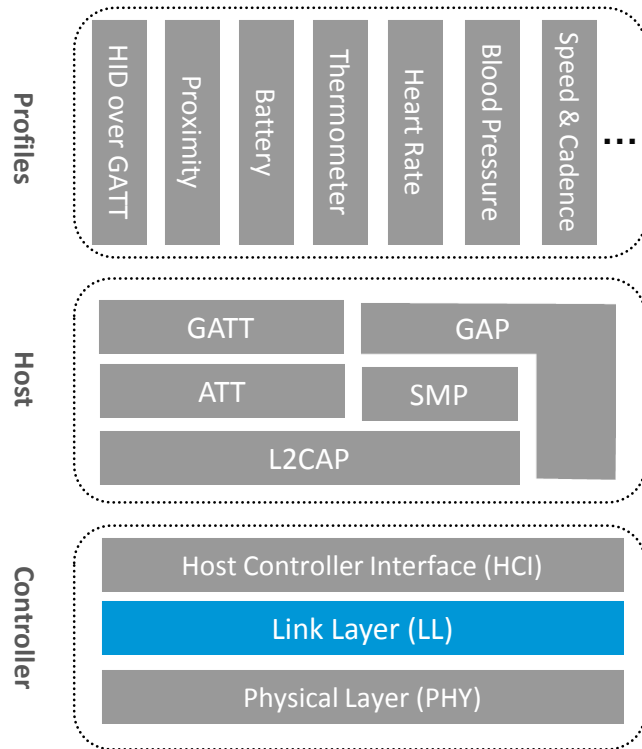 Profiles
HID over GATT
Proximity
Battery
Thermometer
Heart Rate
Blood Pressure
Speed & Cadence
...
Host
GATT
GAP
ATT
SMP
L2CAP
Controller
Host Controller Interface (HCI)
Link Layer (LL)
Physical Layer (PHY)